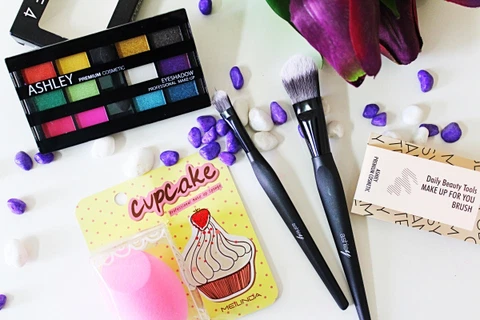 4
ASHLEY PREMIUM COSMETIC
EYESHADOW
PROFESSIONAL MAKE UP
cupcake
MEILINDA
ASHLEY
PREMIUM COSMETIC
Daily Beauty Tools
MAKE UP FOR YOU
BRUSH